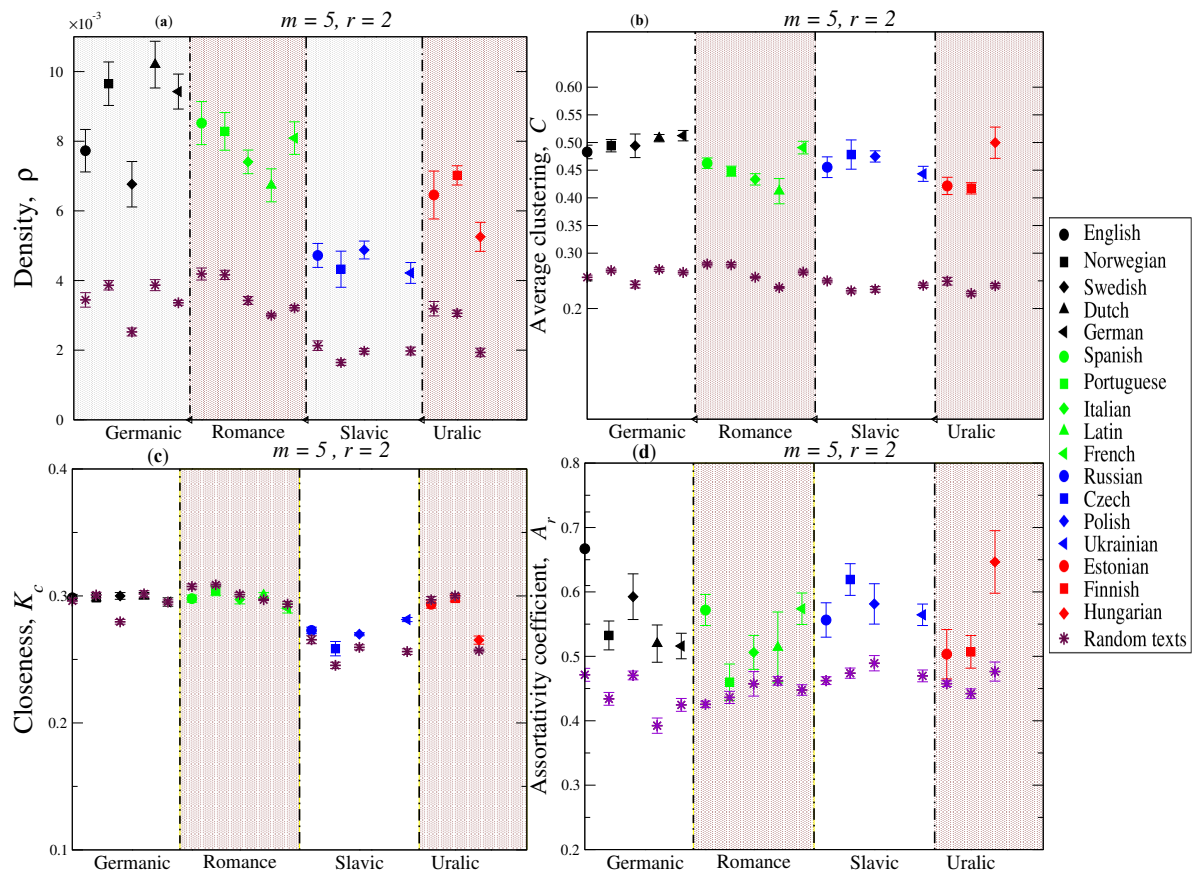 ×10⁻³
(a)
m = 5, r = 2
10
8
6
4
2
0
Density, ρ
Germanic
Romance
Slavic
Uralic
(b)
m = 5, r = 2
0.60
0.55
0.50
0.45
0.40
0.35
0.30
0.25
0.2
Average clustering, C
Germanic
Romance
Slavic
Uralic
English
Norwegian
Swedish
Dutch
German
Spanish
Portuguese
Italian
Latin
French
Russian
Czech
Polish
Ukrainian
Estonian
Finnish
Hungarian
Random texts
(c)
m = 5, r = 2
0.4
0.3
0.2
0.1
Closeness, K_c
Germanic
Romance
Slavic
Uralic
(d)
m = 5, r = 2
0.8
0.7
0.6
0.5
0.4
0.3
0.2
Assortativity coefficient, A_r
Germanic
Romance
Slavic
Uralic